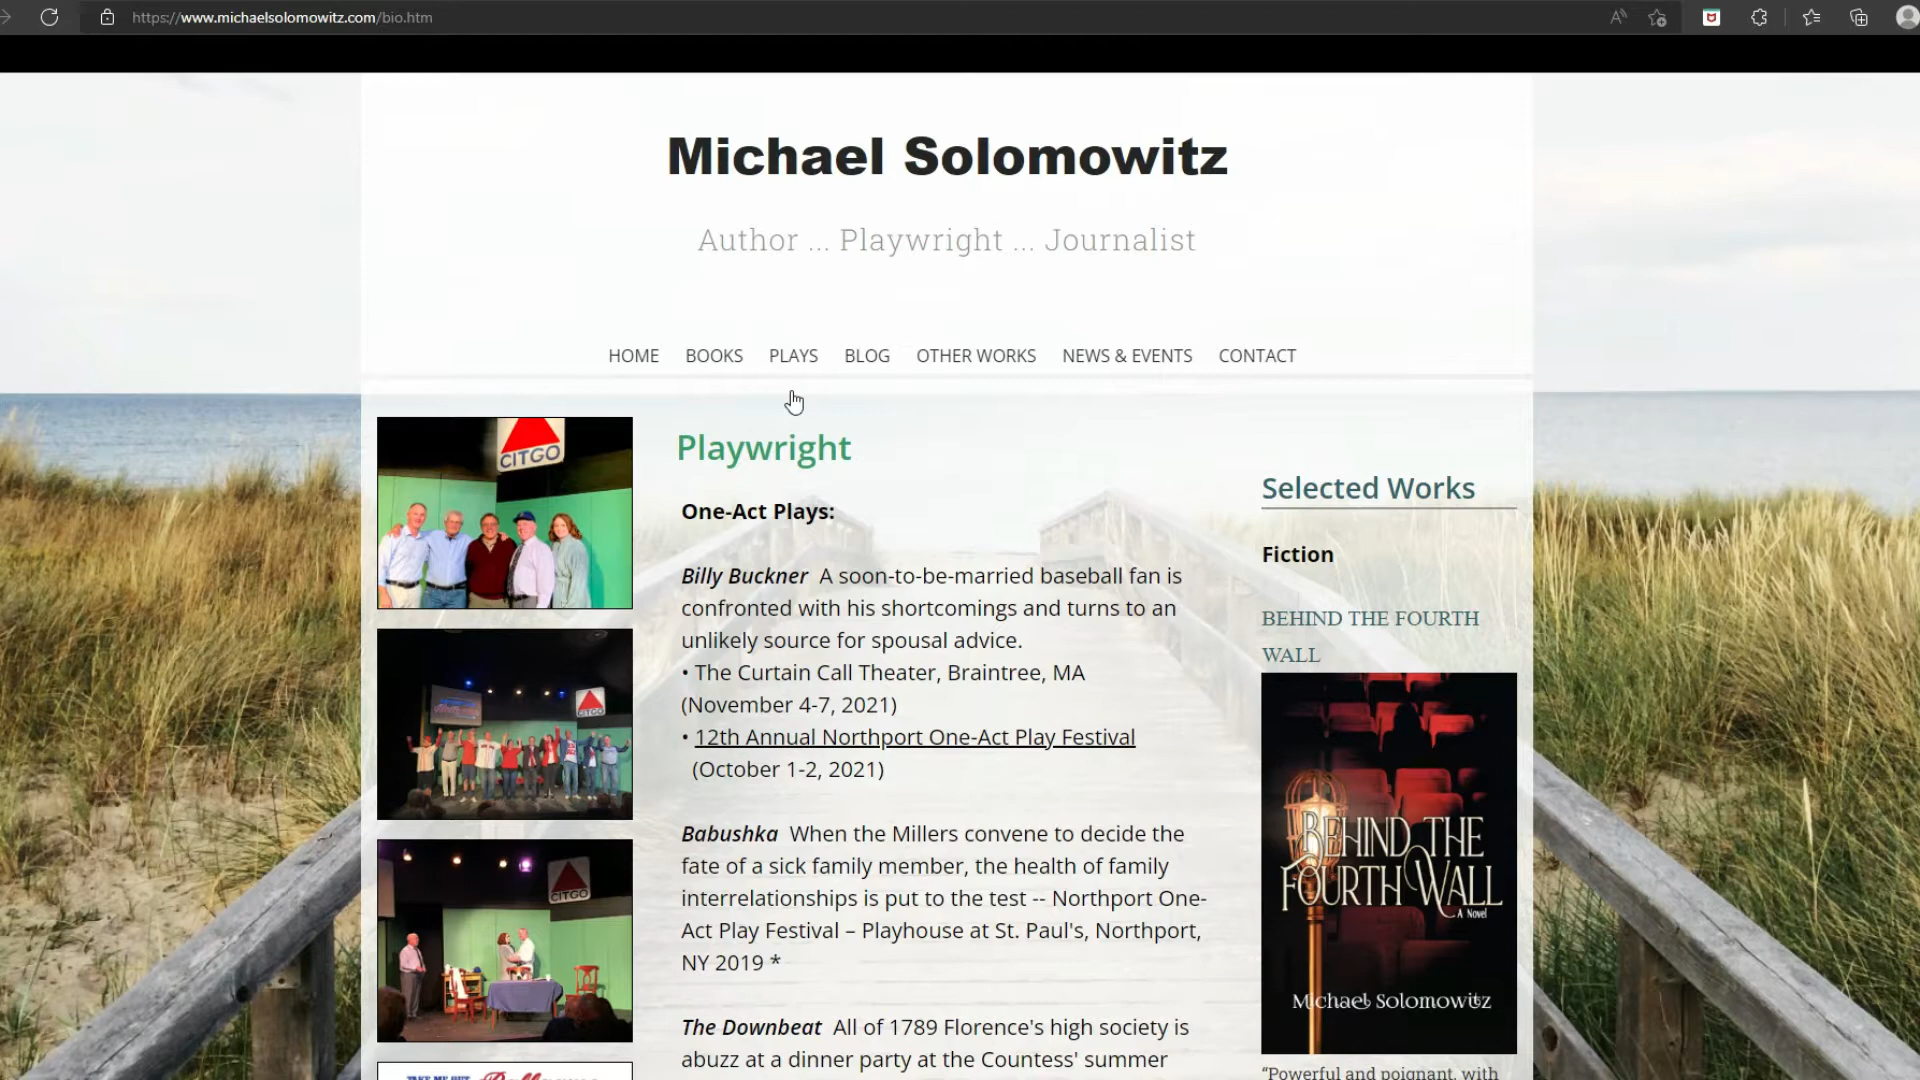 https://www.michaelsolomowitz.com/bio.htm
Michael Solomowitz
Author ... Playwright ... Journalist
HOME BOOKS PLAYS BLOG OTHER WORKS NEWS & EVENTS CONTACT
CITGO
CITGO
CITGO
Playwright
One-Act Plays:
Billy Buckner A soon-to-be-married baseball fan is
confronted with his shortcomings and turns to an
unlikely source for spousal advice.
• The Curtain Call Theater, Braintree, MA
(November 4-7, 2021)
• 12th Annual Northport One-Act Play Festival
(October 1-2, 2021)
Babushka When the Millers convene to decide the
fate of a sick family member, the health of family
interrelationships is put to the test -- Northport One-
Act Play Festival – Playhouse at St. Paul's, Northport,
NY 2019 *
The Downbeat All of 1789 Florence's high society is
abuzz at a dinner party at the Countess' summer
Selected Works
Fiction
BEHIND THE FOURTH
WALL
BEHIND THE
FOURTH WALL
A Novel
Michael Solomowitz
“Powerful and poignant, with